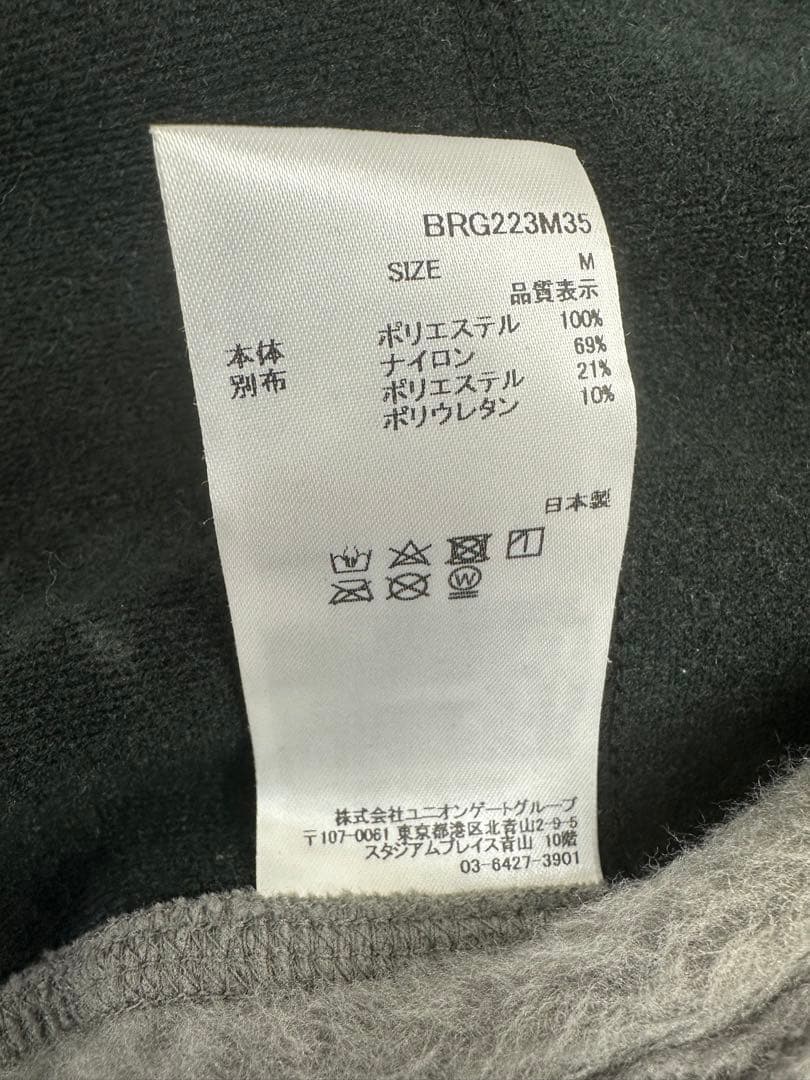 BRG223M35
SIZE M
品質表示
本体 ポリエステル 100%
別布 ナイロン 69%
ポリエステル 21%
ポリウレタン 10%
日本製
W
株式会社ユニオンゲートグループ
〒107-0061 東京都港区北青山2-9-5
スタジアムプレイス青山 10階
03-6427-3901